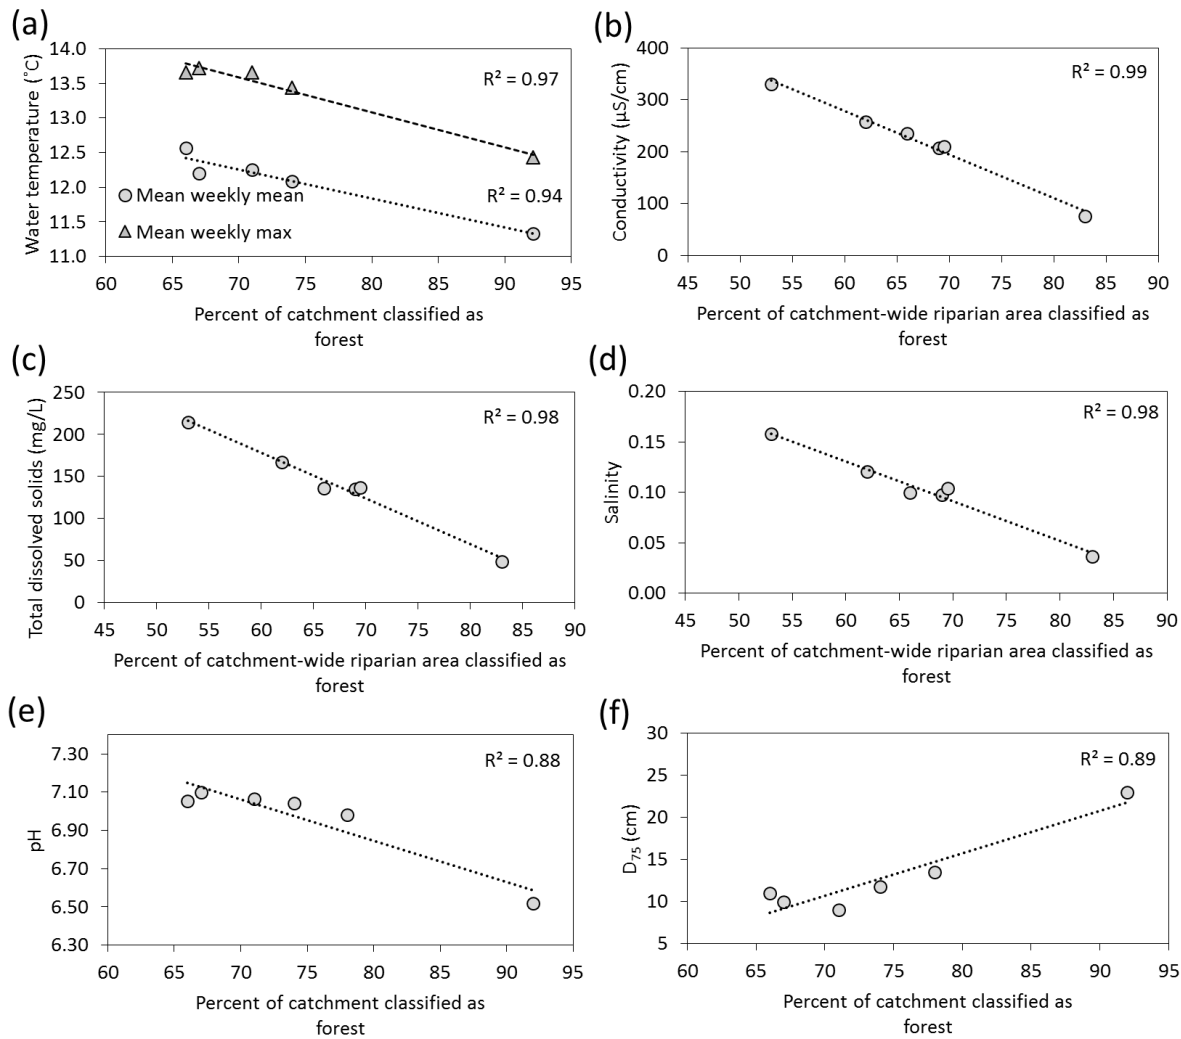 (a)
Water temperature (˚C)
14.0
13.5
13.0
12.5
12.0
11.5
11.0
R² = 0.97
R² = 0.94
Mean weekly mean
Mean weekly max
60 65 70 75 80 85 90 95
Percent of catchment classified as
forest
(b)
Conductivity (µS/cm)
400
300
200
100
0
R² = 0.99
45 50 55 60 65 70 75 80 85 90
Percent of catchment-wide riparian area classified as
forest
(c)
Total dissolved solids (mg/L)
250
200
150
100
50
0
R² = 0.98
45 50 55 60 65 70 75 80 85 90
Percent of catchment-wide riparian area classified as
forest
(d)
Salinity
0.20
0.15
0.10
0.05
0.00
R² = 0.98
45 50 55 60 65 70 75 80 85 90
Percent of catchment-wide riparian area classified as
forest
(e)
pH
7.30
7.10
6.90
6.70
6.50
6.30
R² = 0.88
60 65 70 75 80 85 90 95
Percent of catchment classified as
forest
(f)
D₇₅ (cm)
30
25
20
15
10
5
R² = 0.89
60 65 70 75 80 85 90 95
Percent of catchment classified as
forest